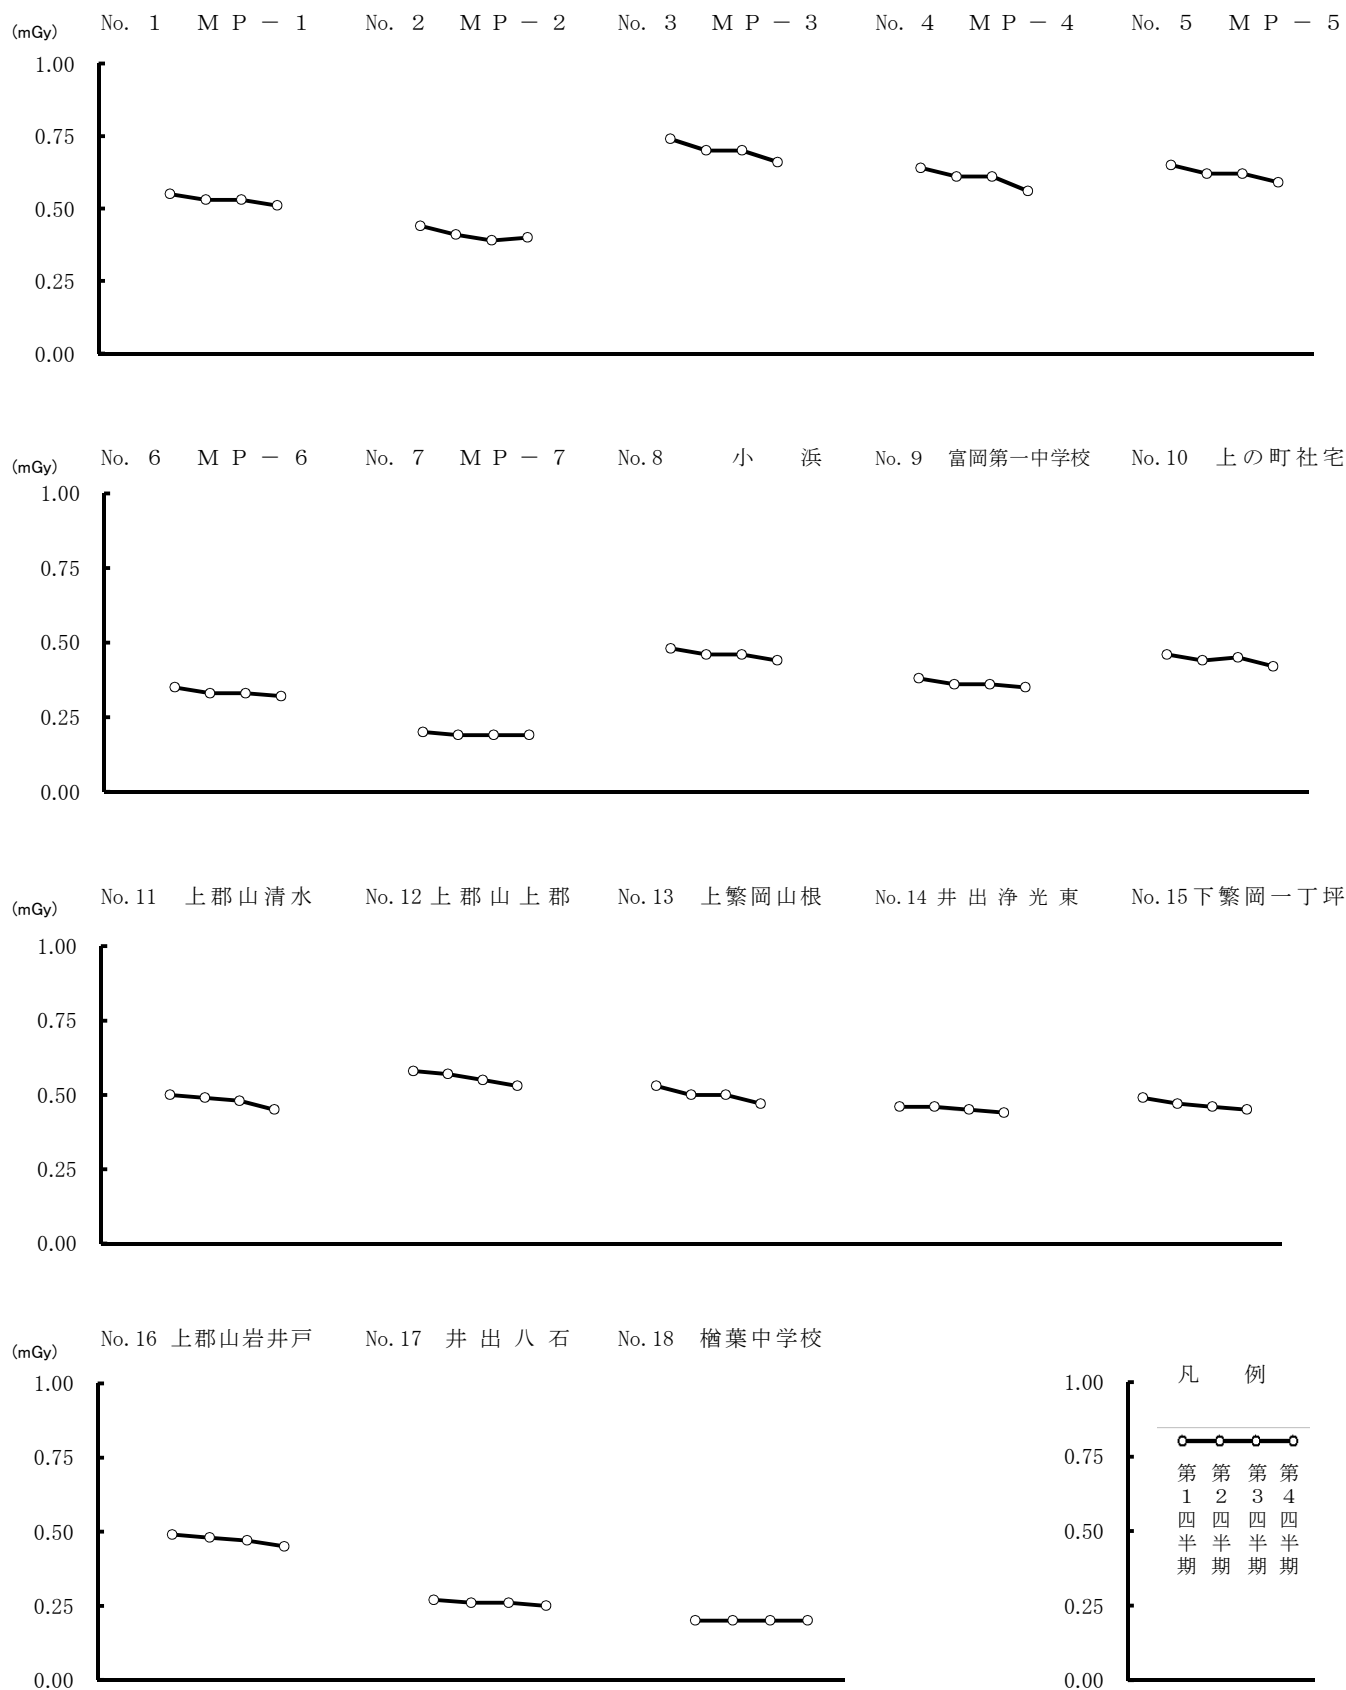 (mGy) No. 1 ＭＰ－１ No. 2 ＭＰ－２ No. 3 ＭＰ－３ No. 4 ＭＰ－４ No. 5 ＭＰ－５
1.00
0.75
0.50
0.25
0.00
(mGy) No. 6 ＭＰ－６ No. 7 ＭＰ－７ No.8 小浜 No.9 富岡第一中学校 No.10 上の町社宅
1.00
0.75
0.50
0.25
0.00
(mGy) No.11 上郡山清水 No.12 上郡山上郡 No.13 上繁岡山根 No.14 井出浄光東 No.15 下繁岡一丁坪
1.00
0.75
0.50
0.25
0.00
(mGy) No.16 上郡山岩井戸 No.17 井出八石 No.18 楢葉中学校
1.00
0.75
0.50
0.25
0.00
凡例
1.00
0.75
0.50
0.25
0.00
第１四半期
第２四半期
第３四半期
第４四半期